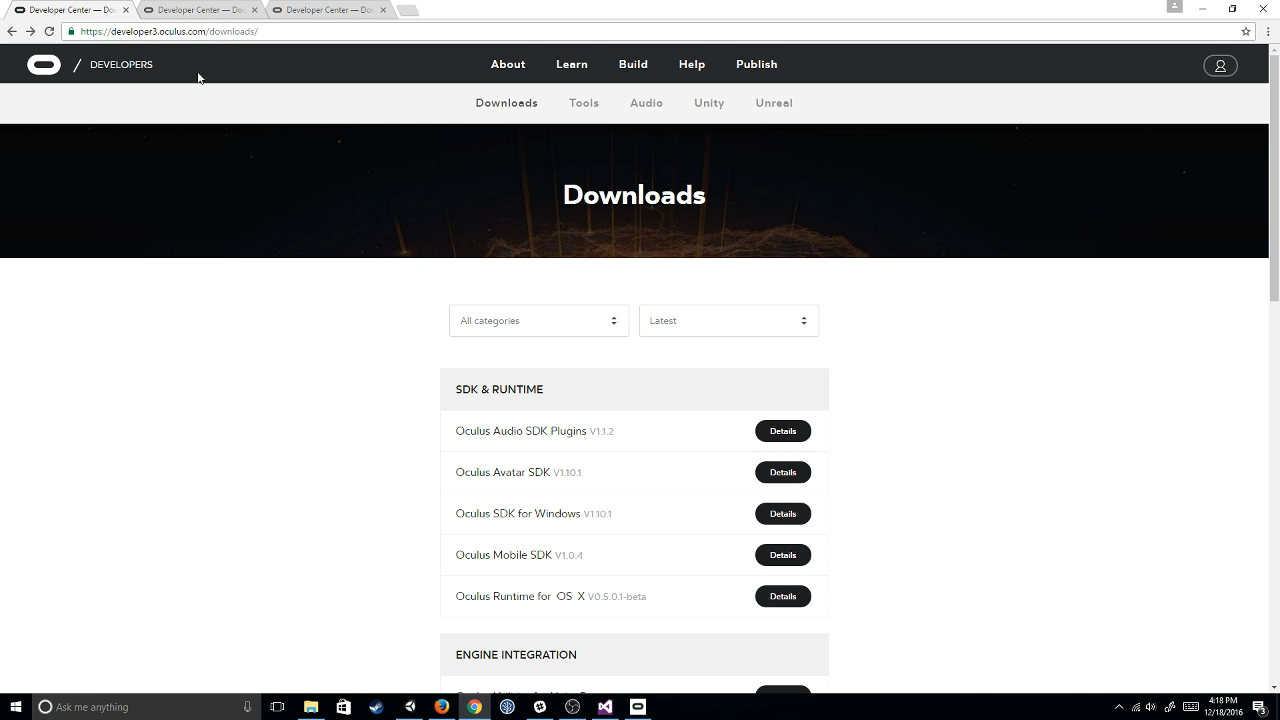 Developer Center — Do
Developer Center — Do
Developer Center — Do
https://developer3.oculus.com/downloads/
DEVELOPERS
About Learn Build Help Publish
Downloads Tools Audio Unity Unreal
Downloads
All categories Latest
SDK & RUNTIME
Oculus Audio SDK Plugins V1.1.2 Details
Oculus Avatar SDK V1.10.1 Details
Oculus SDK for Windows V1.10.1 Details
Oculus Mobile SDK V1.0.4 Details
Oculus Runtime for OS X V0.5.0.1-beta Details
ENGINE INTEGRATION
Ask me anything
4:18 PM
12/18/2016
3